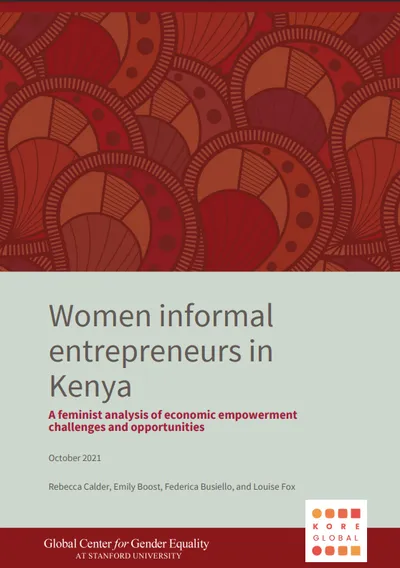 Women informal
entrepreneurs in
Kenya
A feminist analysis of economic empowerment
challenges and opportunities
October 2021
Rebecca Calder, Emily Boost, Federica Busiello, and Louise Fox
KORE
GLOBAL
Global Center for Gender Equality
AT STANFORD UNIVERSITY